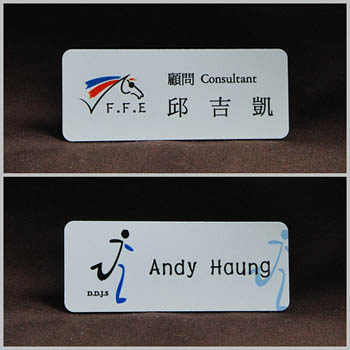 顧問 Consultant
F.F.E 邱吉凱
Andy Haung
D.D.J.S